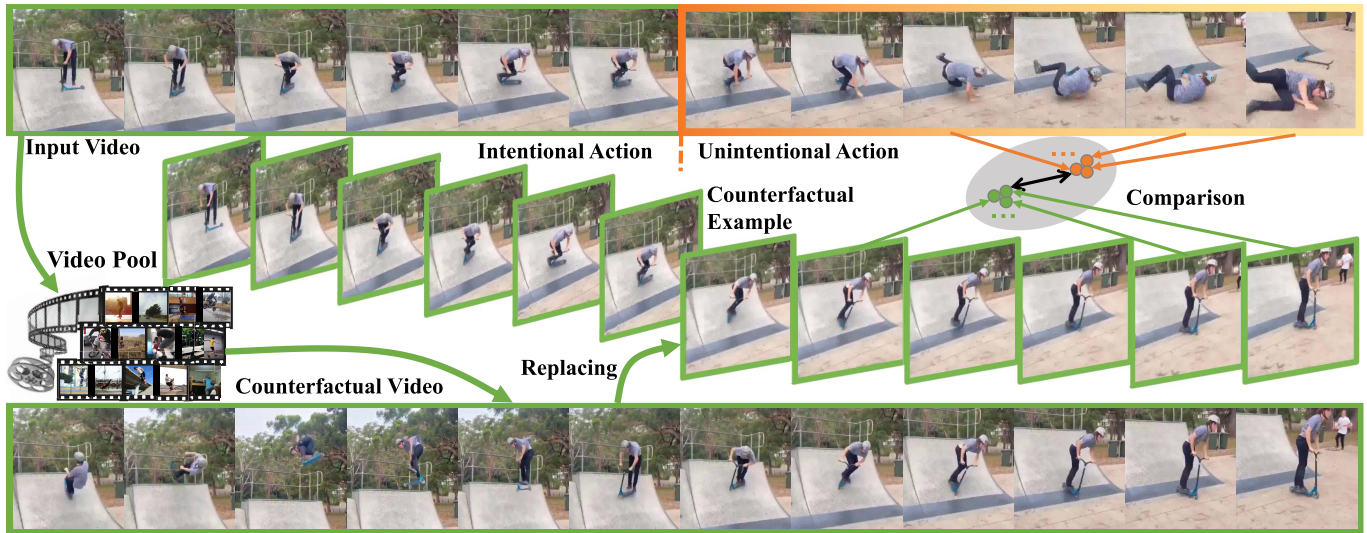 Input Video
Intentional Action
Unintentional Action
Counterfactual
Example
Comparison
Video Pool
Replacing
Counterfactual Video